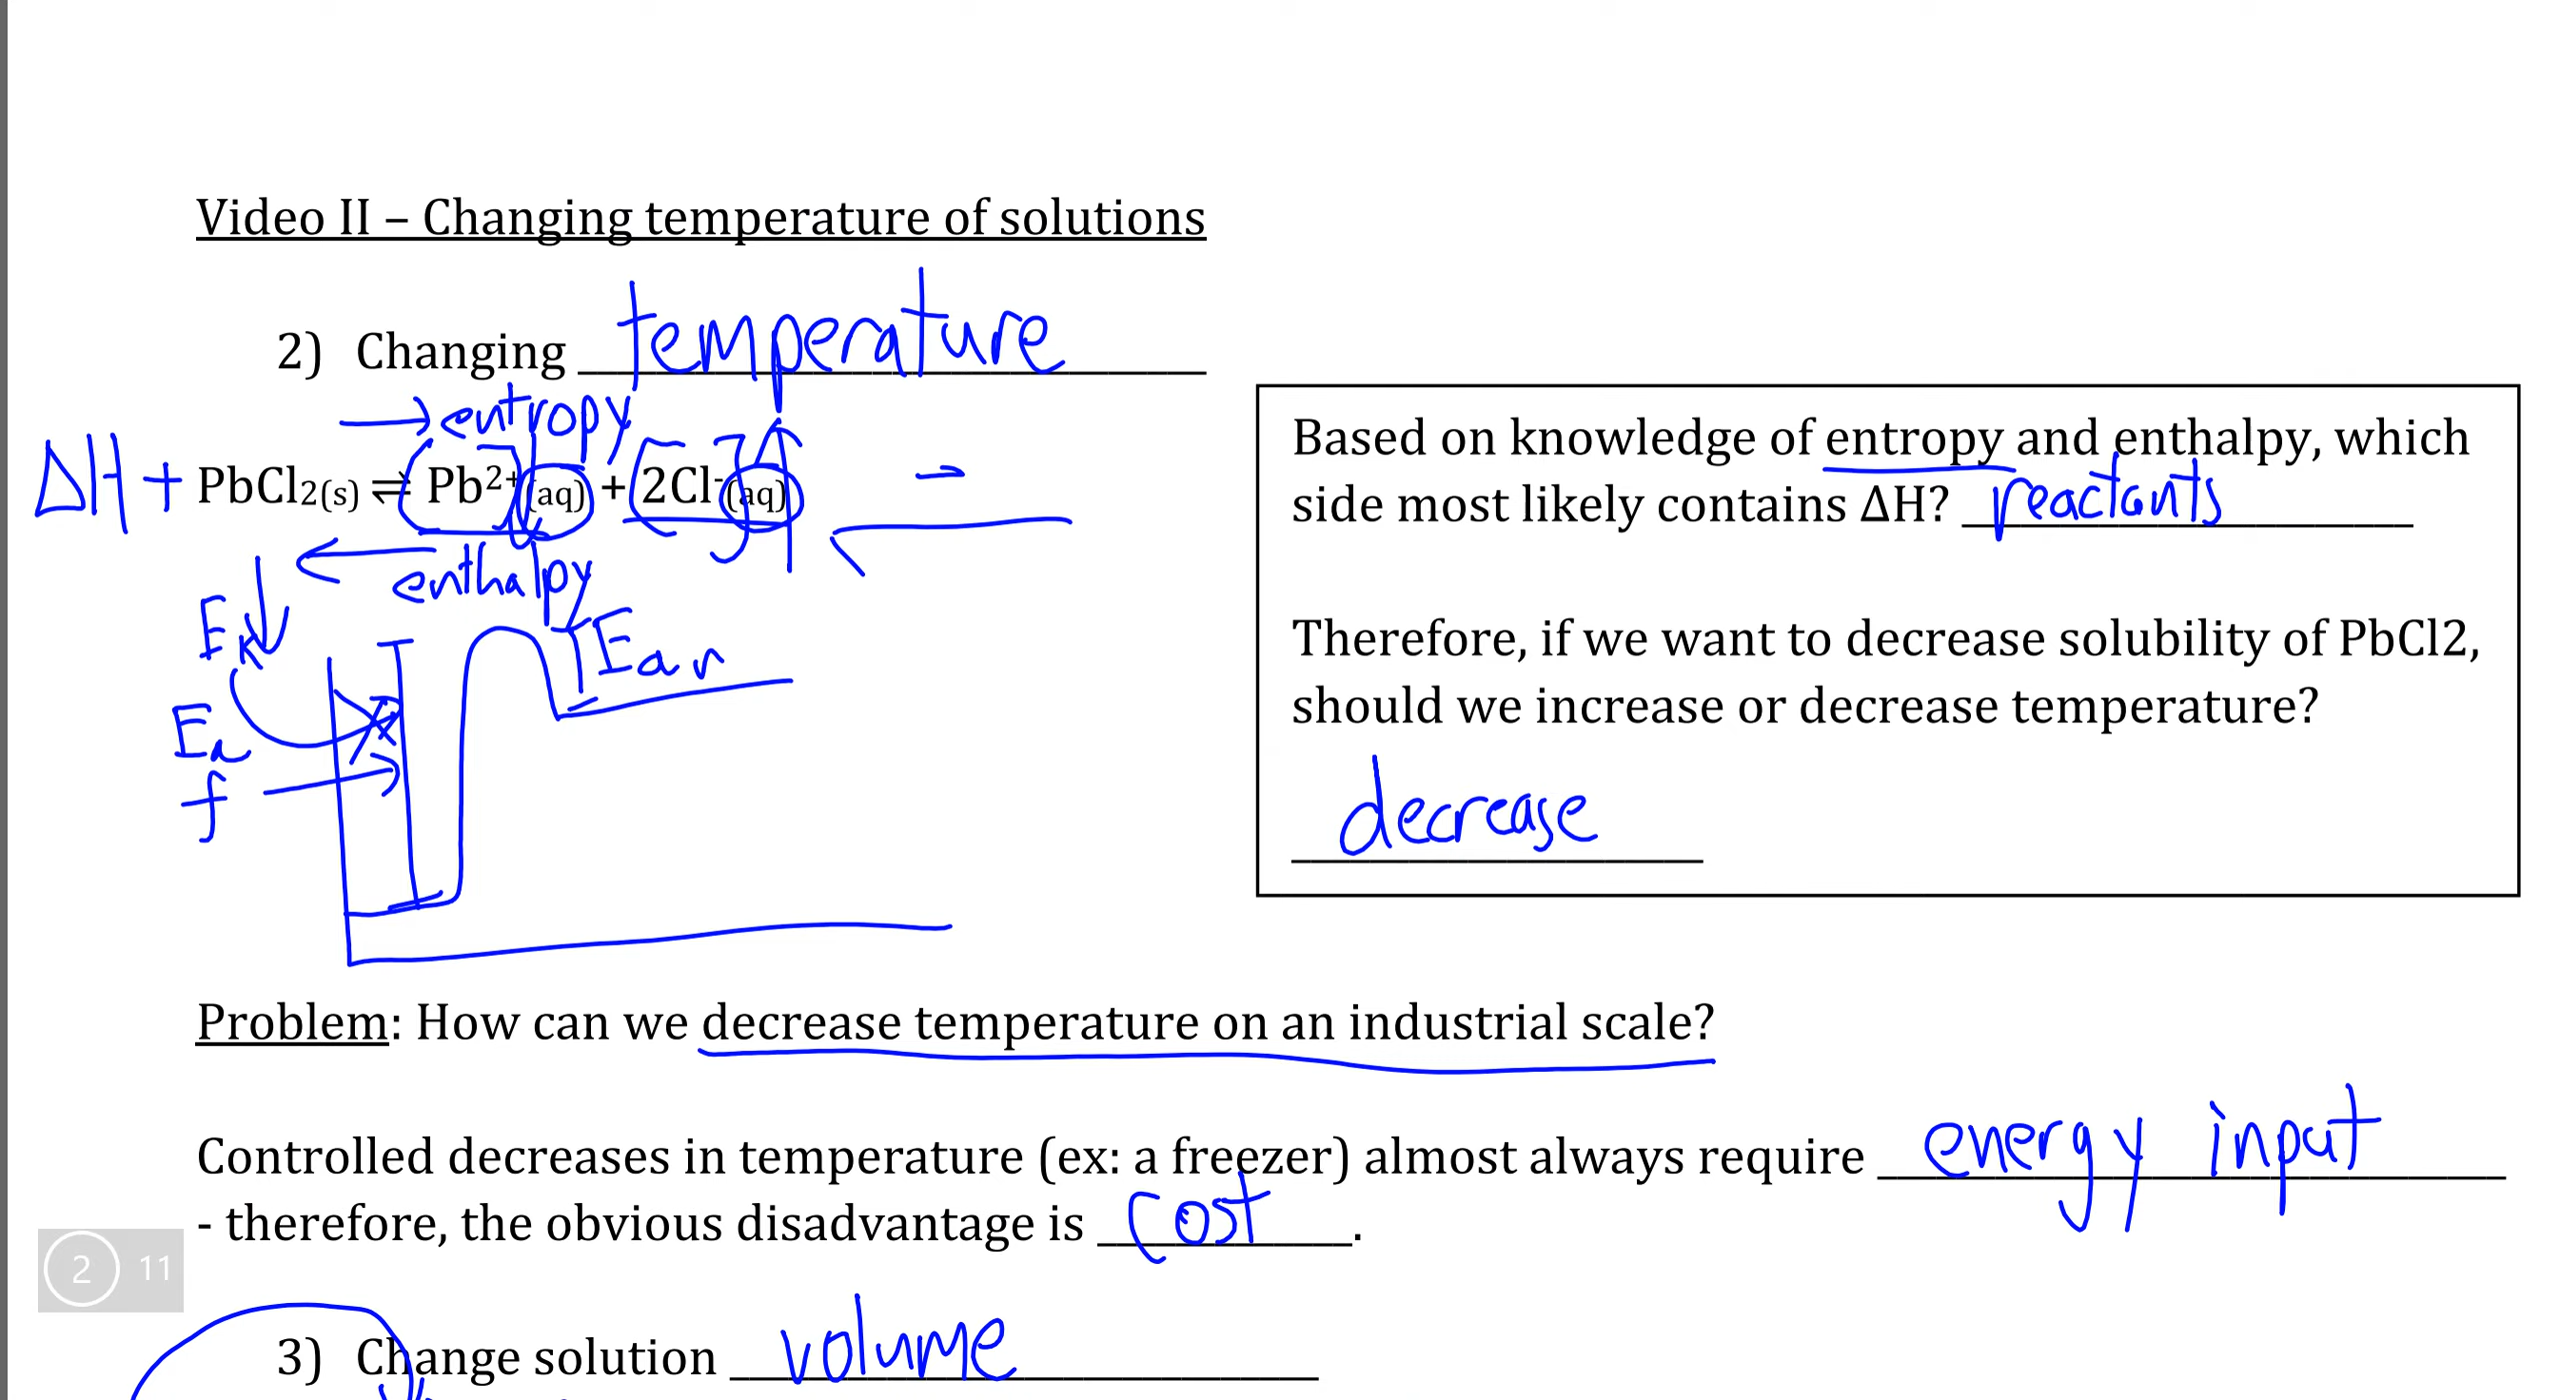 Video II – Changing temperature of solutions
2) Changing temperature
→ entropy
ΔH + PbCl2(s) ⇌ Pb2+(aq) + 2Cl-(aq)
← enthalpy
Ek ↓
Ea f
Ea r
Based on knowledge of entropy and enthalpy, which
side most likely contains ΔH? reactants
Therefore, if we want to decrease solubility of PbCl2,
should we increase or decrease temperature?
decrease
Problem: How can we decrease temperature on an industrial scale?
Controlled decreases in temperature (ex: a freezer) almost always require energy input
- therefore, the obvious disadvantage is cost.
2 11
3) Change solution volume